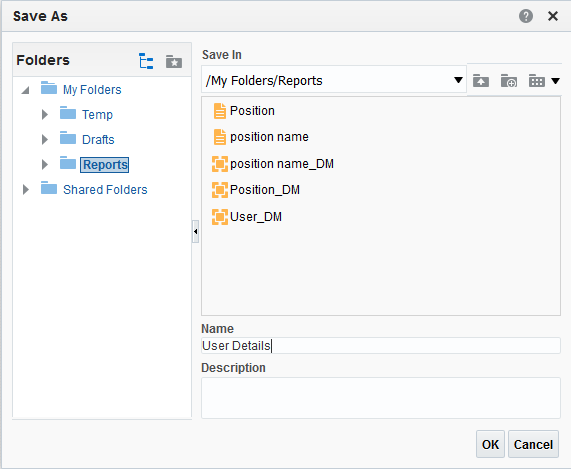 Save As
Folders
My Folders
Temp
Drafts
Reports
Shared Folders
Save In
/My Folders/Reports
Position
position name
position name_DM
Position_DM
User_DM
Name
User Details
Description
OK
Cancel